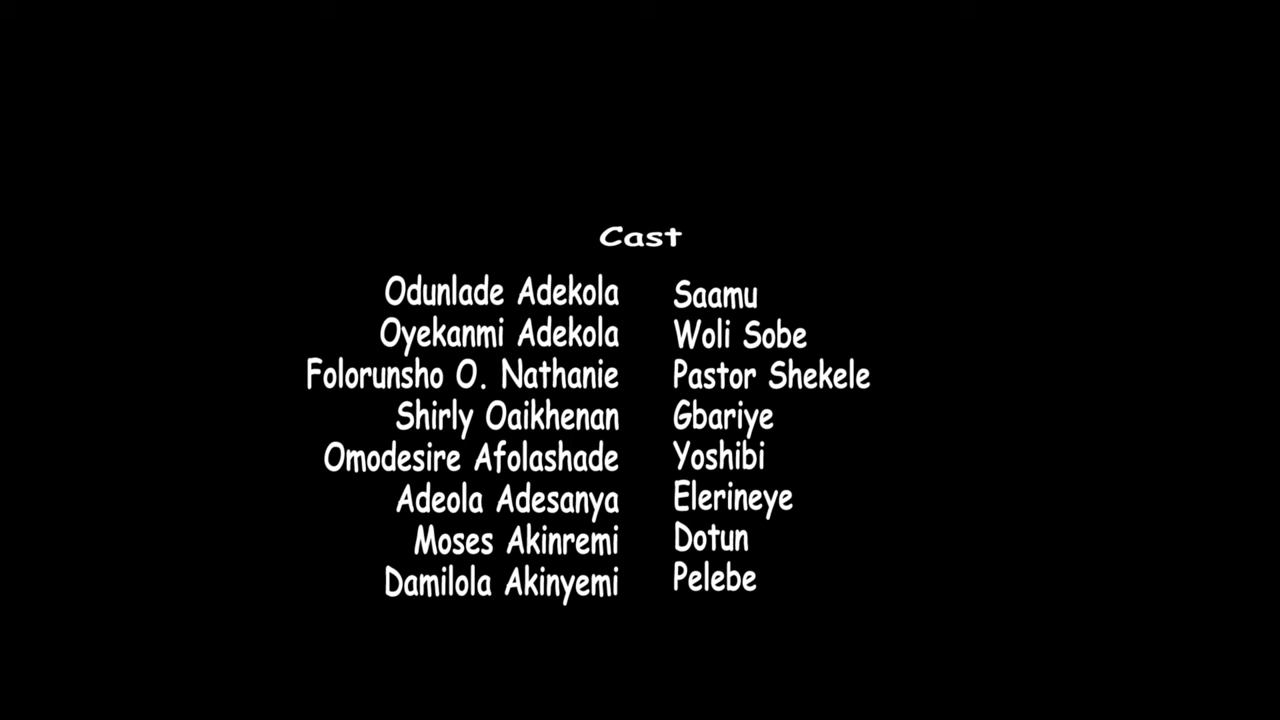 Cast
Odunlade Adekola Saamu
Oyekanmi Adekola Woli Sobe
Folorunsho O. Nathanie Pastor Shekele
Shirly Oaikhenan Gbariye
Omodesire Afolashade Yoshibi
Adeola Adesanya Elerineye
Moses Akinremi Dotun
Damilola Akinyemi Pelebe